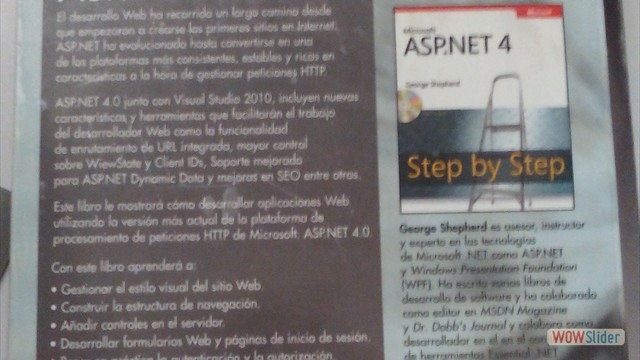 El desarrollo Web ha recorrido un largo camino desde
que empezaron a crearse los primeros sitios en Internet.
ASP.NET ha evolucionado hasta convertirse en una
de las plataformas más consistentes, estables y ricas en
características a la hora de gestionar peticiones HTTP.
ASP.NET 4.0 junto con Visual Studio 2010, incluyen nuevas
características y herramientas que facilitarán el trabajo
del desarrollador Web como la funcionalidad
de enrutamiento de URL integrada, mayor control
sobre WiewState y Client IDs, Soporte mejorado
para ASP.NET Dynamic Data y mejoras en SEO entre otras.
Este libro le mostrará cómo desarrollar aplicaciones Web
utilizando la versión más actual de la plataforma de
procesamiento de peticiones HTTP de Microsoft: ASP.NET 4.0.
Con este libro aprenderá a:
• Gestionar el estilo visual del sitio Web.
• Construir la estructura de navegación.
• Añadir controles en el servidor.
• Desarrollar formularios Web y páginas de inicio de sesión.
la autenticación y la autorización
Microsoft
ASP.NET 4
George Shepherd
Step by Step
George Shepherd es asesor, instructor
y experto en las tecnologías
de Microsoft .NET como ASP.NET
y Windows Presentation Foundation
(WPF). Ha escrito varios libros de
desarrollo de software y ha colaborado
como editor en MSDN Magazine
y Dr. Dobb's Journal y colabora como
desarrollador en el
de herramientas Essential .NET
WOWSlider